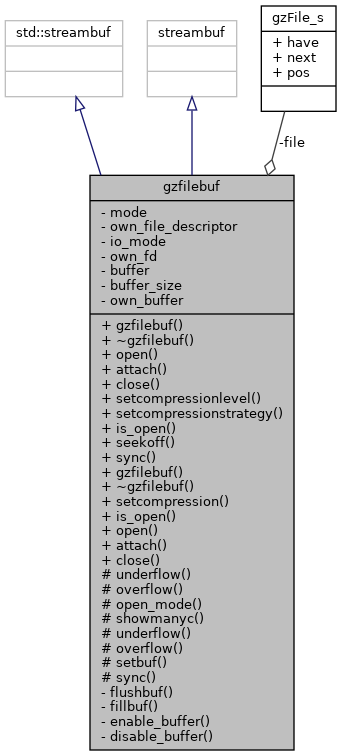 std::streambuf
streambuf
gzFile_s
+ have
+ next
+ pos
-file
gzfilebuf
- mode
- own_file_descriptor
- io_mode
- own_fd
- buffer
- buffer_size
- own_buffer
+ gzfilebuf()
+ ~gzfilebuf()
+ open()
+ attach()
+ close()
+ setcompressionlevel()
+ setcompressionstrategy()
+ is_open()
+ seekoff()
+ sync()
+ gzfilebuf()
+ ~gzfilebuf()
+ setcompression()
+ is_open()
+ open()
+ attach()
+ close()
# underflow()
# overflow()
# open_mode()
# showmanyc()
# underflow()
# overflow()
# setbuf()
# sync()
- flushbuf()
- fillbuf()
- enable_buffer()
- disable_buffer()